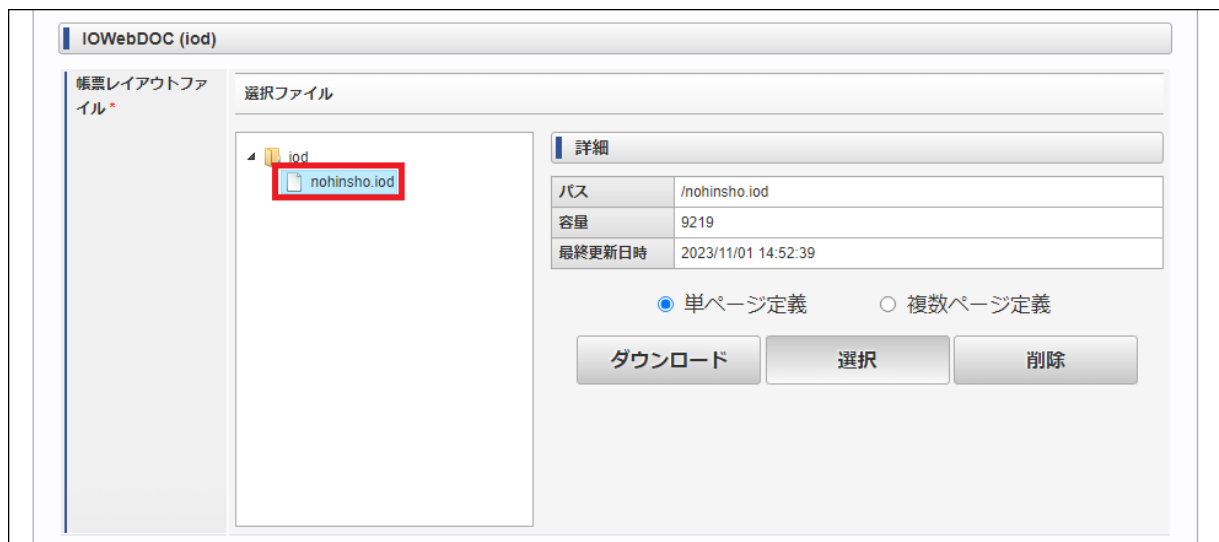 IOWebDOC (iod)
帳票レイアウトファ
イル *
選択ファイル
iod
nohinsho.iod
詳細
パス /nohinsho.iod
容量 9219
最終更新日時 2023/11/01 14:52:39
単ページ定義 複数ページ定義
ダウンロード 選択 削除